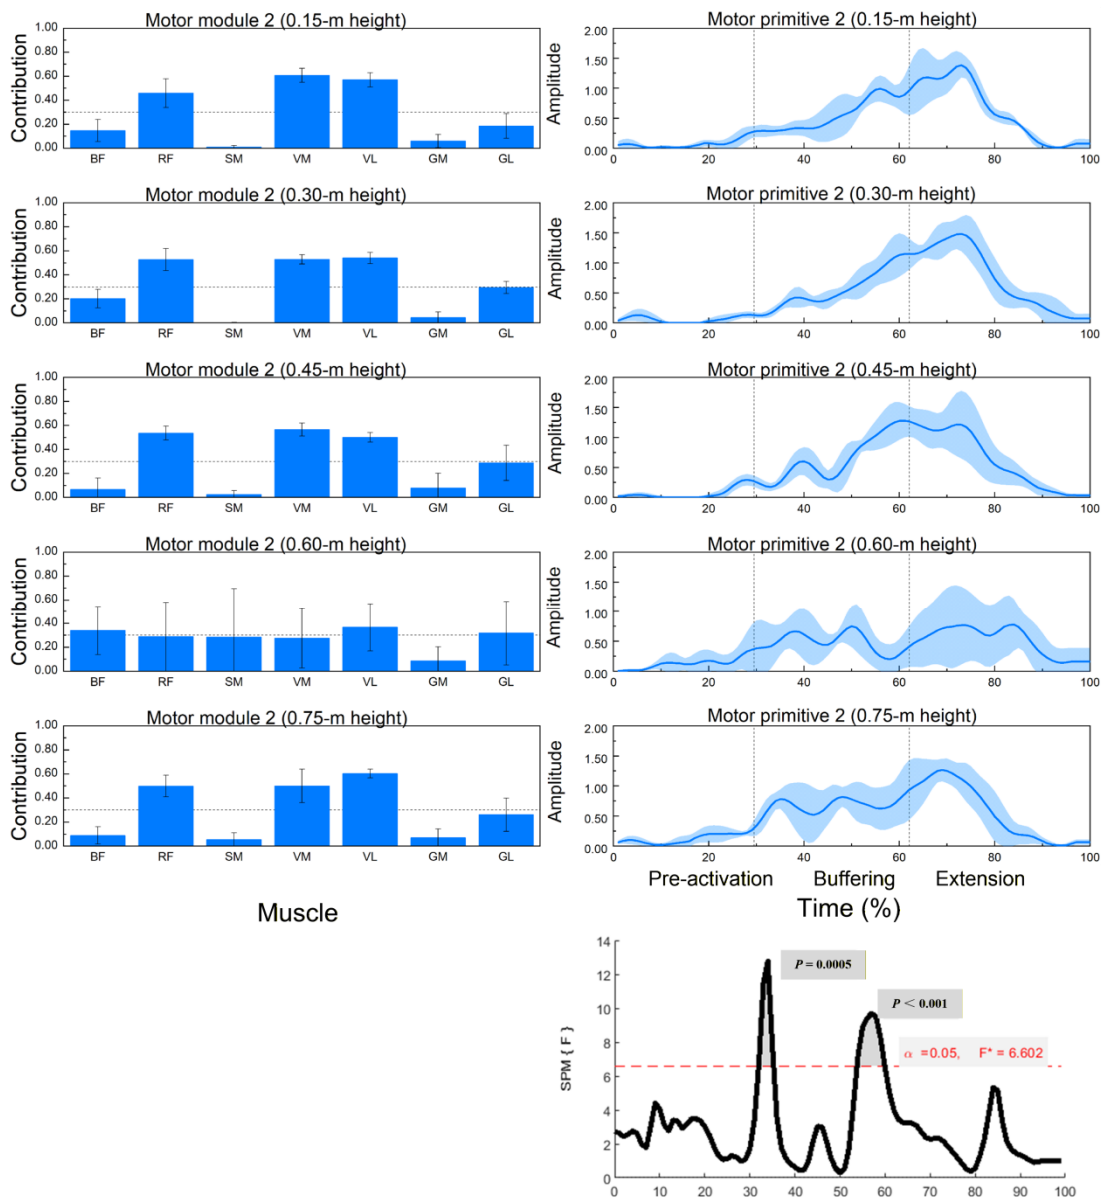 Motor module 2 (0.15-m height)
Contribution
1.00
0.80
0.60
0.40
0.20
0.00
BF RF SM VM VL GM GL
Motor primitive 2 (0.15-m height)
Amplitude
2.00
1.50
1.00
0.50
0.00
0 20 40 60 80 100
Motor module 2 (0.30-m height)
Contribution
1.00
0.80
0.60
0.40
0.20
0.00
BF RF SM VM VL GM GL
Motor primitive 2 (0.30-m height)
Amplitude
2.00
1.50
1.00
0.50
0.00
0 20 40 60 80 100
Motor module 2 (0.45-m height)
Contribution
1.00
0.80
0.60
0.40
0.20
0.00
BF RF SM VM VL GM GL
Motor primitive 2 (0.45-m height)
Amplitude
2.00
1.50
1.00
0.50
0.00
0 20 40 60 80 100
Motor module 2 (0.60-m height)
Contribution
1.00
0.80
0.60
0.40
0.20
0.00
BF RF SM VM VL GM GL
Motor primitive 2 (0.60-m height)
Amplitude
2.00
1.50
1.00
0.50
0.00
0 20 40 60 80 100
Motor module 2 (0.75-m height)
Contribution
1.00
0.80
0.60
0.40
0.20
0.00
BF RF SM VM VL GM GL
Muscle
Motor primitive 2 (0.75-m height)
Amplitude
2.00
1.50
1.00
0.50
0.00
0 20 40 60 80 100
Pre-activation Buffering Extension
Time (%)
SPM { F }
14
12
10
8
6
4
2
0
P = 0.0005
P < 0.001
α =0.05, F* = 6.602
0 10 20 30 40 50 60 70 80 90 100